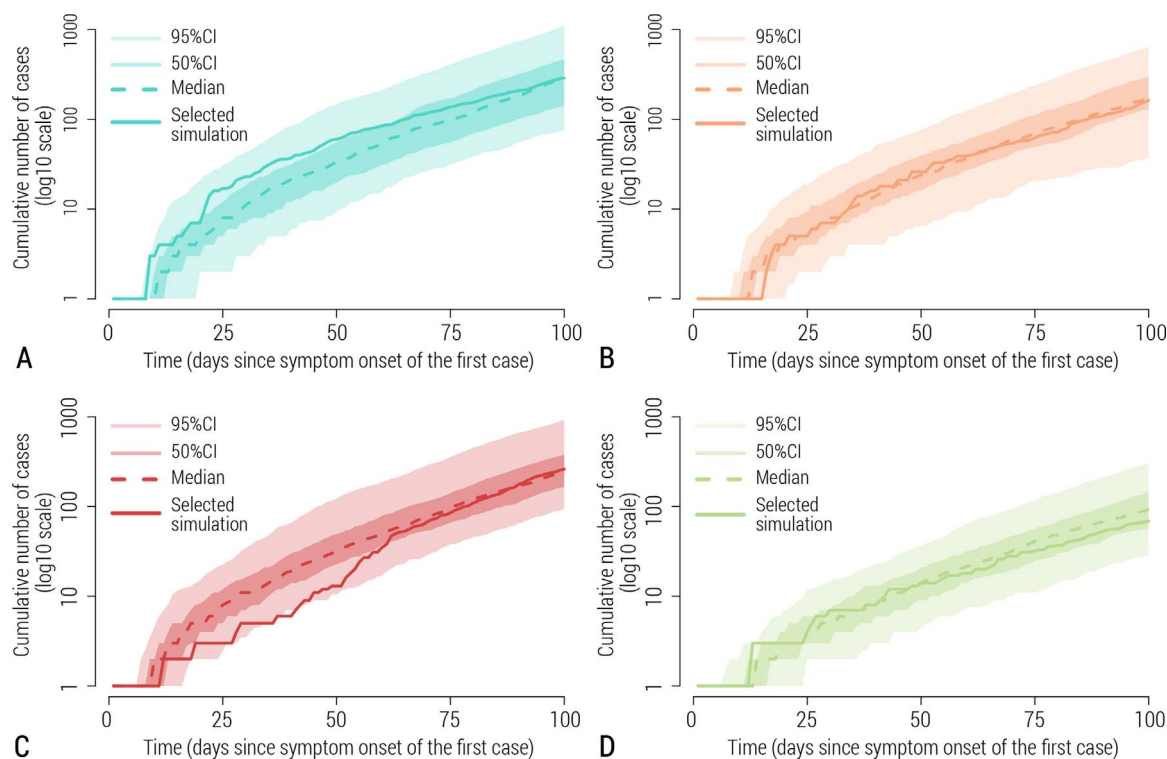 Cumulative number of cases
(log10 scale)
1000
100
10
1
95%CI
50%CI
Median
Selected
simulation
0
25
50
75
100
A
Time (days since symptom onset of the first case)
Cumulative number of cases
(log10 scale)
1000
100
10
1
95%CI
50%CI
Median
Selected
simulation
0
25
50
75
100
B
Time (days since symptom onset of the first case)
Cumulative number of cases
(log10 scale)
1000
100
10
1
95%CI
50%CI
Median
Selected
simulation
0
25
50
75
100
C
Time (days since symptom onset of the first case)
Cumulative number of cases
(log10 scale)
1000
100
10
1
95%CI
50%CI
Median
Selected
simulation
0
25
50
75
100
D
Time (days since symptom onset of the first case)